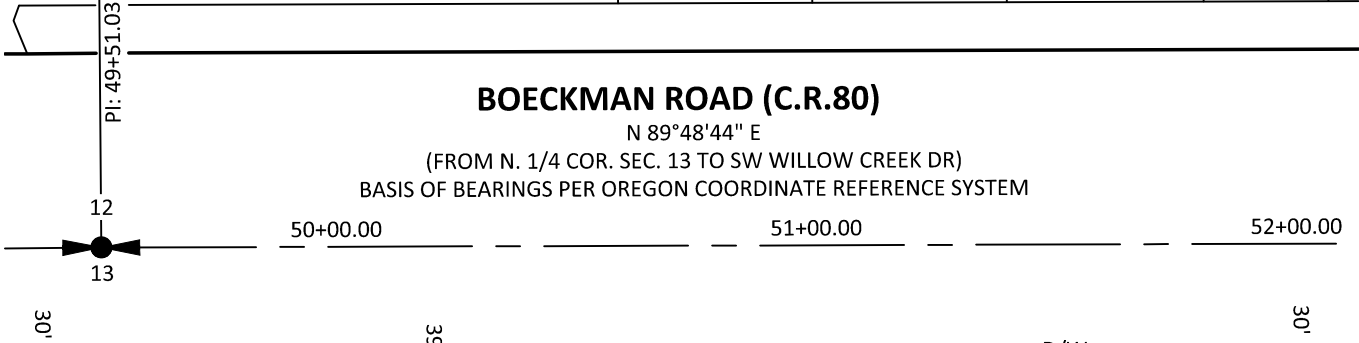 PI: 49+51.03
BOECKMAN ROAD (C.R.80)
N 89°48'44" E
(FROM N. 1/4 COR. SEC. 13 TO SW WILLOW CREEK DR)
BASIS OF BEARINGS PER OREGON COORDINATE REFERENCE SYSTEM
12
50+00.00
51+00.00
52+00.00
13
30'
30'